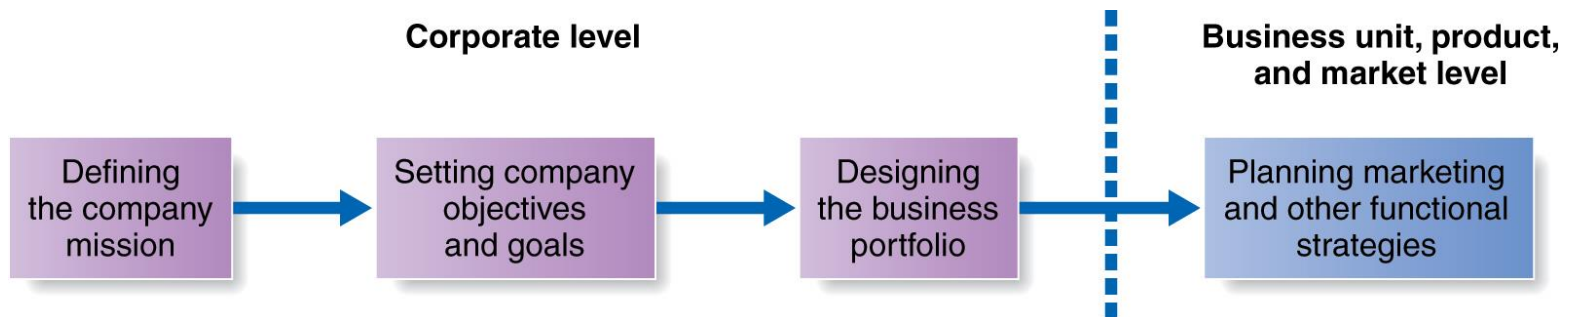 Corporate level
Business unit, product,
and market level
Defining
the company
mission
Setting company
objectives
and goals
Designing
the business
portfolio
Planning marketing
and other functional
strategies